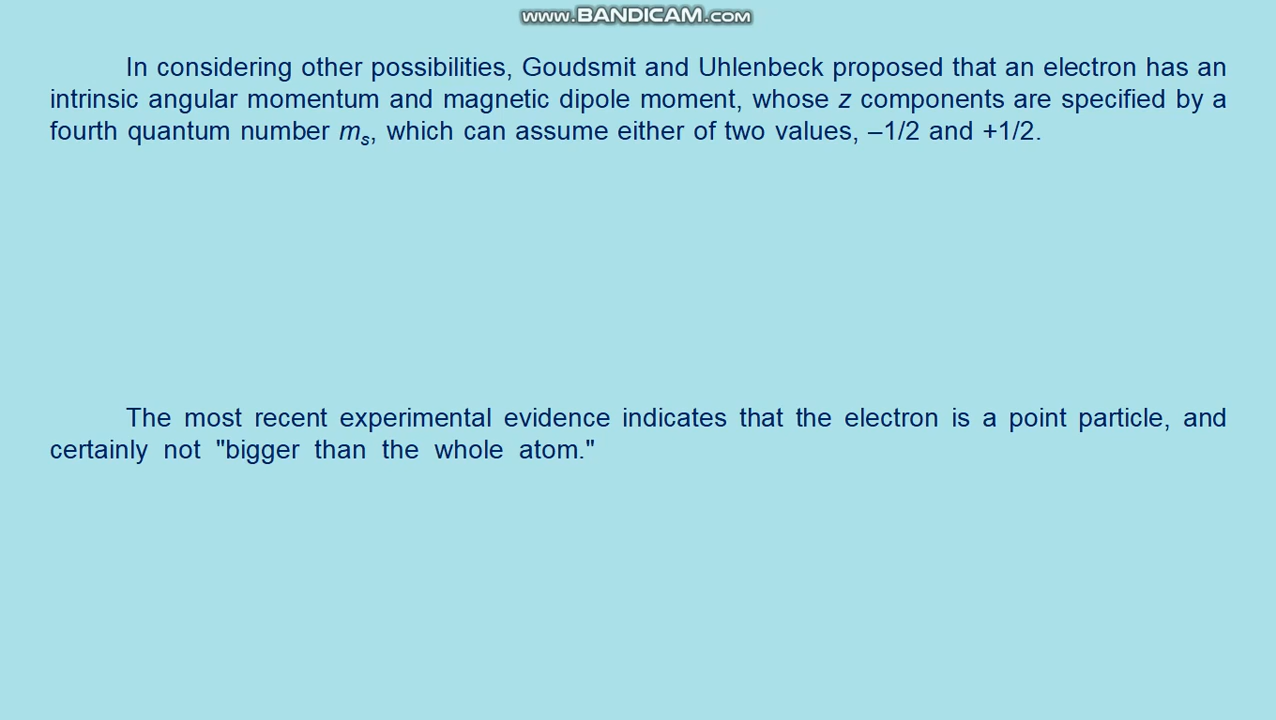 www.BANDICAM.com
In considering other possibilities, Goudsmit and Uhlenbeck proposed that an electron has an
intrinsic angular momentum and magnetic dipole moment, whose z components are specified by a
fourth quantum number ms, which can assume either of two values, –1/2 and +1/2.
The most recent experimental evidence indicates that the electron is a point particle, and
certainly not "bigger than the whole atom."